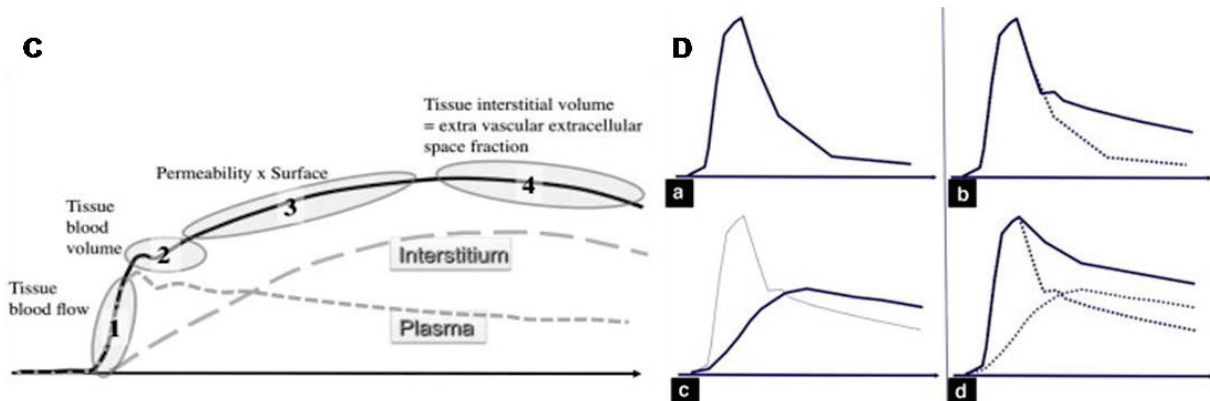 C
Tissue interstitial volume
= extra vascular extracellular
space fraction
Permeability x Surface
Tissue
blood
volume
Tissue
blood flow
1
2
3
4
Interstitium
Plasma
D
a
b
c
d